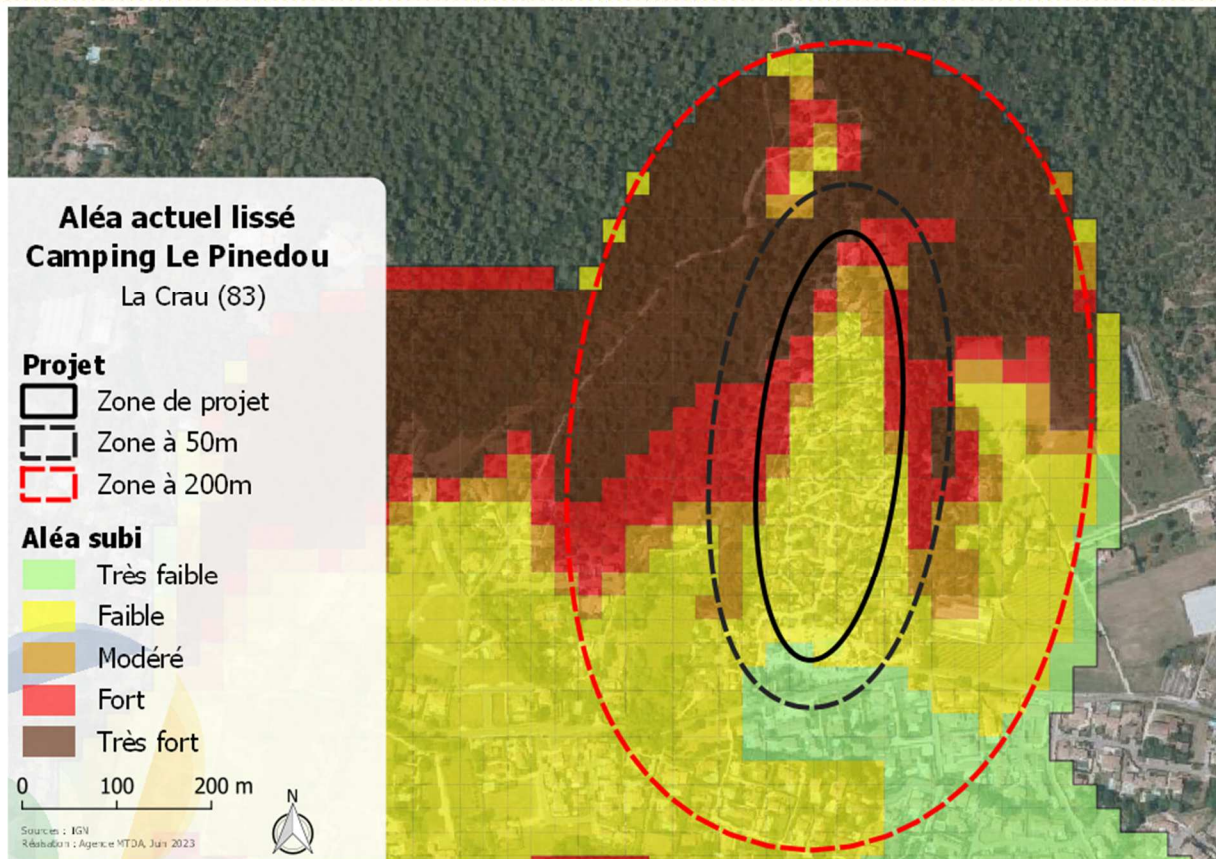 Aléa actuel lissé
Camping Le Pinedou
La Crau (83)
Projet
Zone de projet
Zone à 50m
Zone à 200m
Aléa subi
Très faible
Faible
Modéré
Fort
Très fort
0 100 200 m
N
Sources : IGN
Réalisation : Agence MTDA, Juin 2023